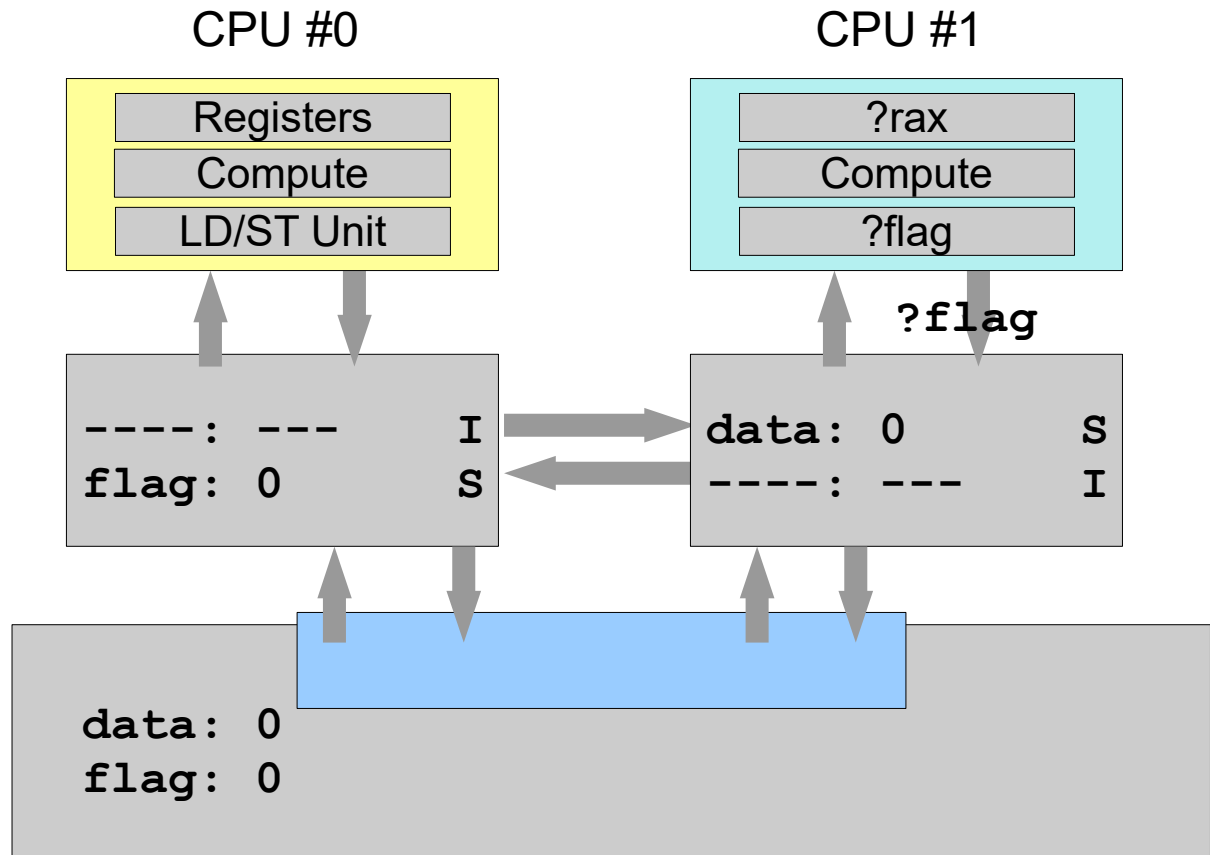 CPU #0
CPU #1
Registers
Compute
LD/ST Unit
?rax
Compute
?flag
?flag
----: --- I
flag: 0 S
data: 0 S
----: --- I
data: 0
flag: 0